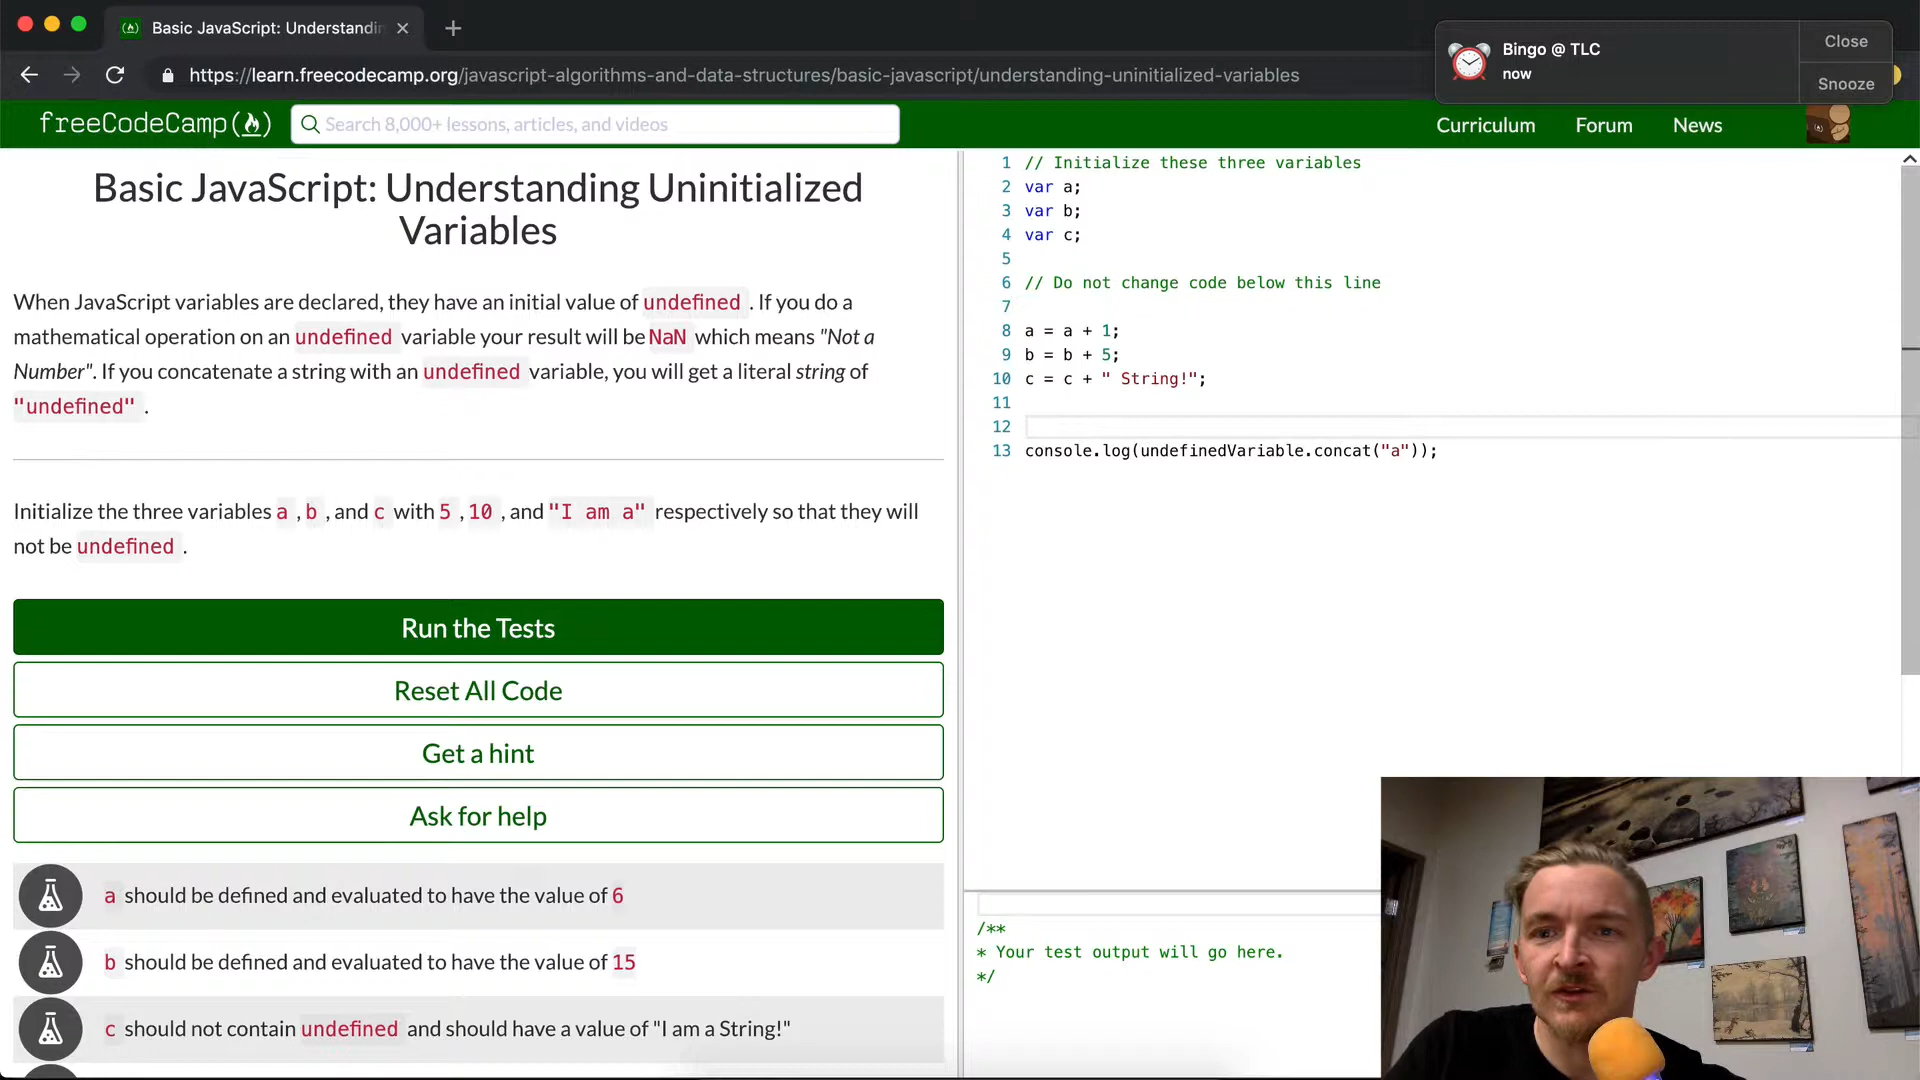 Basic JavaScript: Understandin
Bingo @ TLC
now
Close
Snooze
https://learn.freecodecamp.org/javascript-algorithms-and-data-structures/basic-javascript/understanding-uninitialized-variables
freeCodeCamp
Search 8,000+ lessons, articles, and videos
Curriculum
Forum
News
Basic JavaScript: Understanding Uninitialized
Variables
When JavaScript variables are declared, they have an initial value of undefined . If you do a
mathematical operation on an undefined variable your result will be NaN which means "Not a
Number". If you concatenate a string with an undefined variable, you will get a literal string of
"undefined" .
Initialize the three variables a , b , and c with 5 , 10 , and "I am a" respectively so that they will
not be undefined .
Run the Tests
Reset All Code
Get a hint
Ask for help
a should be defined and evaluated to have the value of 6
b should be defined and evaluated to have the value of 15
c should not contain undefined and should have a value of "I am a String!"
1 // Initialize these three variables
2 var a;
3 var b;
4 var c;
5
6 // Do not change code below this line
7
8 a = a + 1;
9 b = b + 5;
10 c = c + " String!";
11
12
13 console.log(undefinedVariable.concat("a"));
/**
* Your test output will go here.
*/